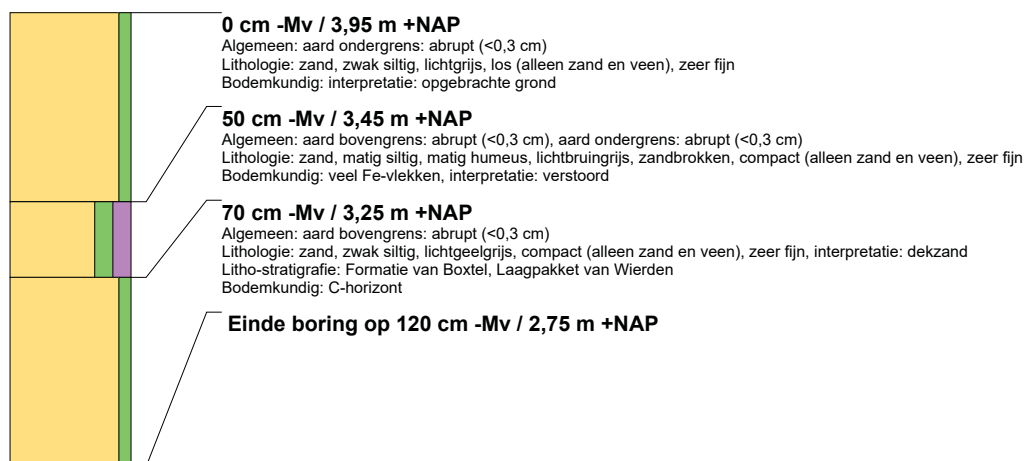 0 cm -Mv / 3,95 m +NAP
Algemeen: aard ondergrens: abrupt (<0,3 cm)
Lithologie: zand, zwak siltig, lichtgrijs, los (alleen zand en veen), zeer fijn
Bodemkundig: interpretatie: opgebrachte grond
50 cm -Mv / 3,45 m +NAP
Algemeen: aard bovengrens: abrupt (<0,3 cm), aard ondergrens: abrupt (<0,3 cm)
Lithologie: zand, matig siltig, matig humeus, lichtbruingrijs, zandbrokken, compact (alleen zand en veen), zeer fijn
Bodemkundig: veel Fe-vlekken, interpretatie: verstoord
70 cm -Mv / 3,25 m +NAP
Algemeen: aard bovengrens: abrupt (<0,3 cm)
Lithologie: zand, zwak siltig, lichtgeelgrijs, compact (alleen zand en veen), zeer fijn, interpretatie: dekzand
Litho-stratigrafie: Formatie van Boxtel, Laagpakket van Wierden
Bodemkundig: C-horizont
Einde boring op 120 cm -Mv / 2,75 m +NAP